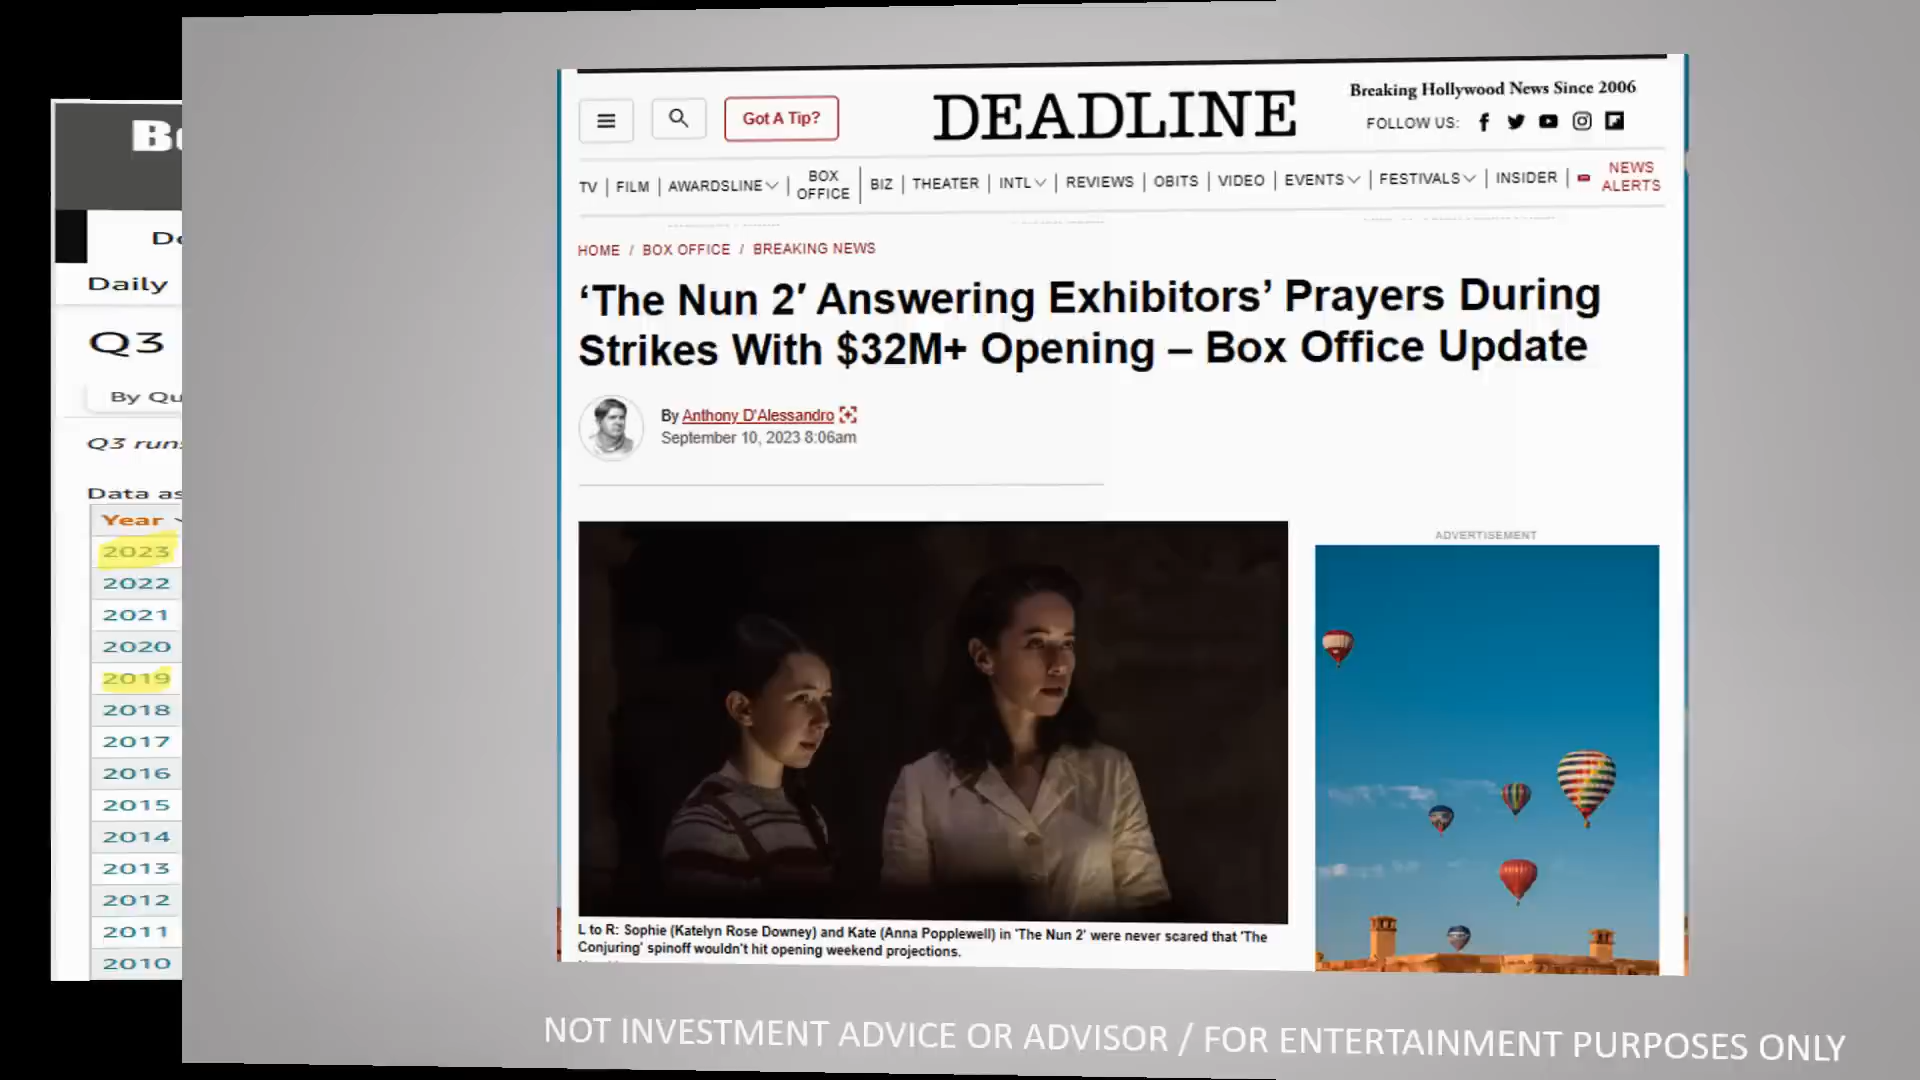 Daily
Q3
By
Q3
Data
Year
2023
2022
2021
2020
2019
2018
2017
2016
2015
2014
2013
2012
2011
2010
Got A Tip?
DEADLINE
Breaking Hollywood News Since 2006
FOLLOW US:
TV | FILM | AWARDSLINE | BOX OFFICE | BIZ | THEATER | INTL | REVIEWS | OBITS | VIDEO | EVENTS | FESTIVALS | INSIDER | NEWS ALERTS
HOME / BOX OFFICE / BREAKING NEWS
‘The Nun 2′ Answering Exhibitors’ Prayers During
Strikes With $32M+ Opening – Box Office Update
By Anthony D'Alessandro
September 10, 2023 8:06am
ADVERTISEMENT
L to R: Sophie (Katelyn Rose Downey) and Kate (Anna Popplewell) in 'The Nun 2' were never scared that 'The
Conjuring' spinoff wouldn't hit opening weekend projections.
NOT INVESTMENT ADVICE OR ADVISOR / FOR ENTERTAINMENT PURPOSES ONLY